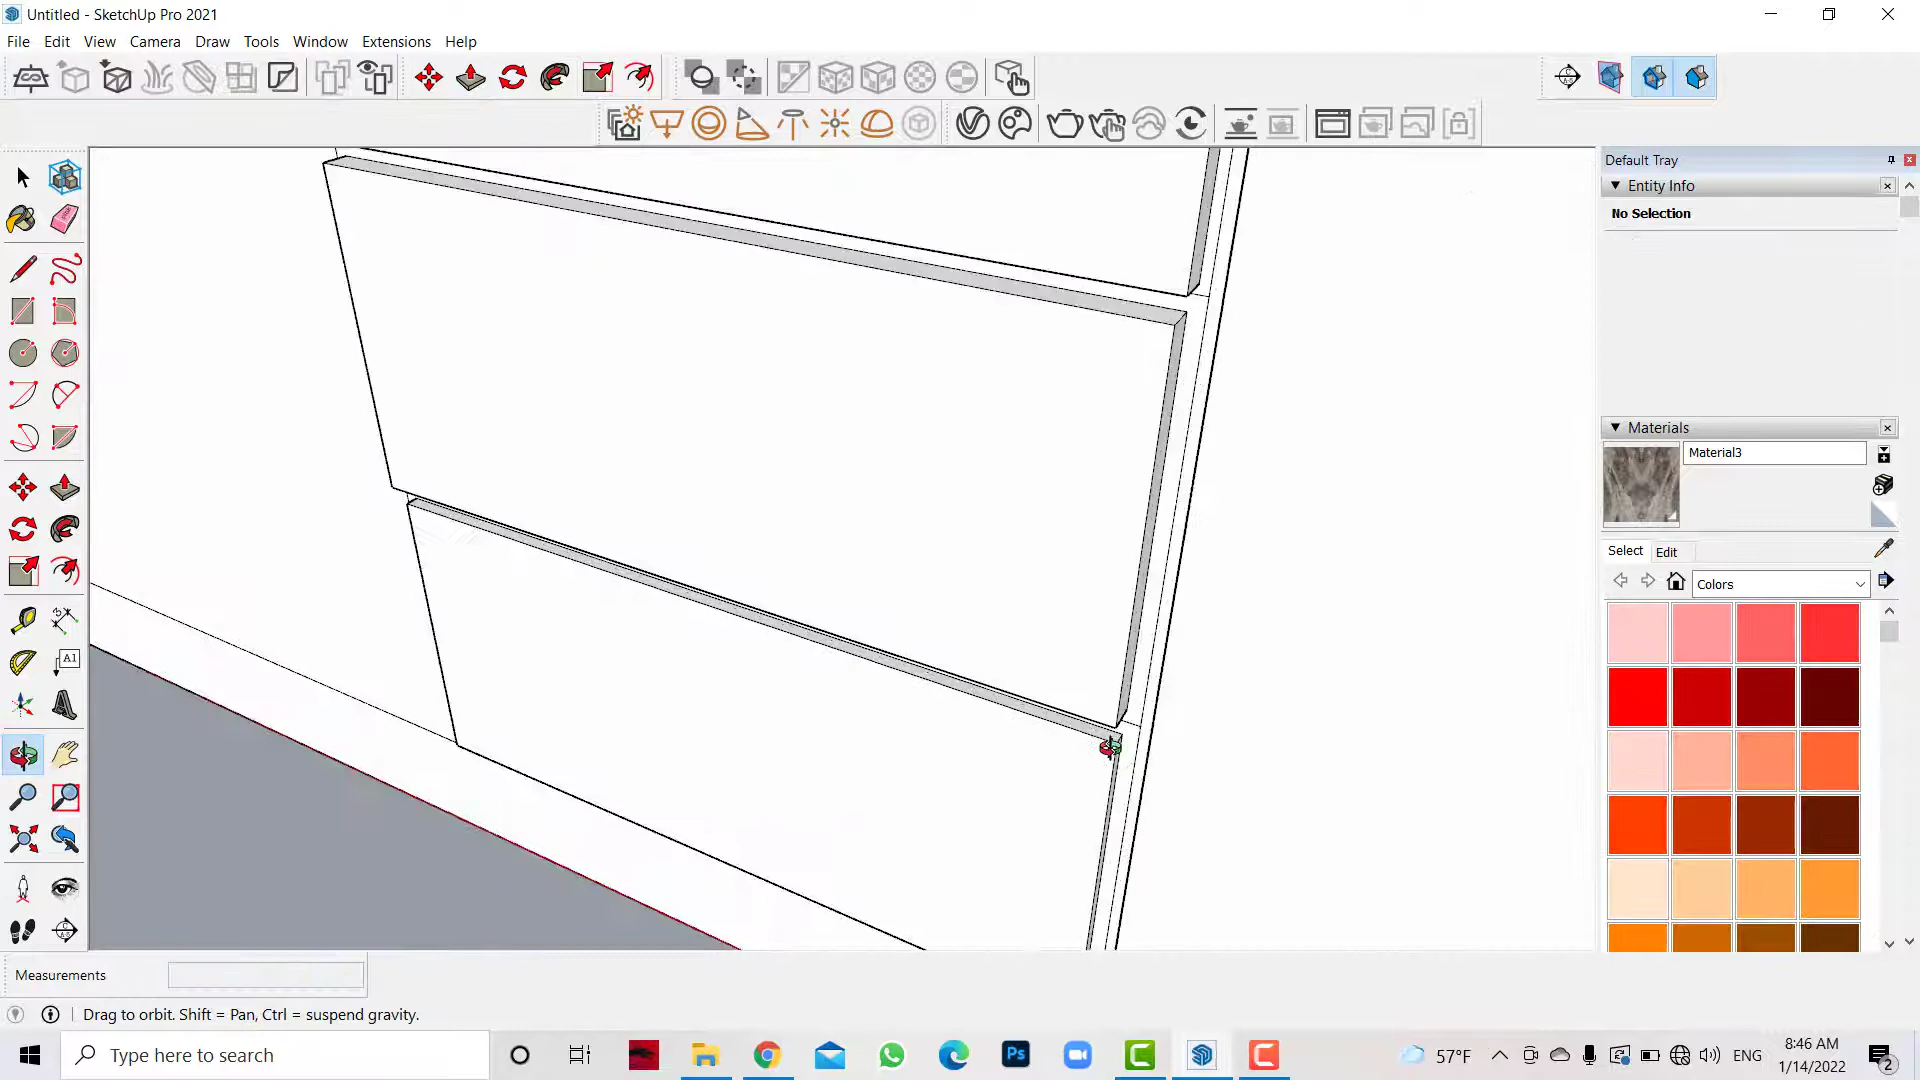 Untitled - SketchUp Pro 2021
File Edit View Camera Draw Tools Window Extensions Help
Default Tray
Entity Info
No Selection
Materials
Material3
Select Edit
Colors
Measurements
Drag to orbit. Shift = Pan, Ctrl = suspend gravity.
Type here to search
Ps
57°F
ENG
8:46 AM
1/14/2022
2